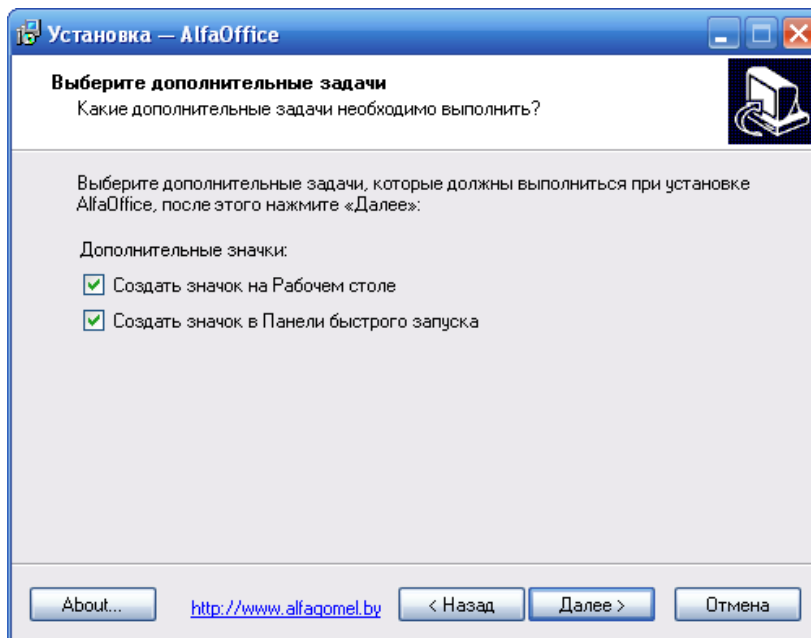 Установка — AlfaOffice
Выберите дополнительные задачи
Какие дополнительные задачи необходимо выполнить?
Выберите дополнительные задачи, которые должны выполниться при установке
AlfaOffice, после этого нажмите «Далее»:
Дополнительные значки:
Создать значок на Рабочем столе
Создать значок в Панели быстрого запуска
About... http://www.alfagomel.by < Назад Далее > Отмена